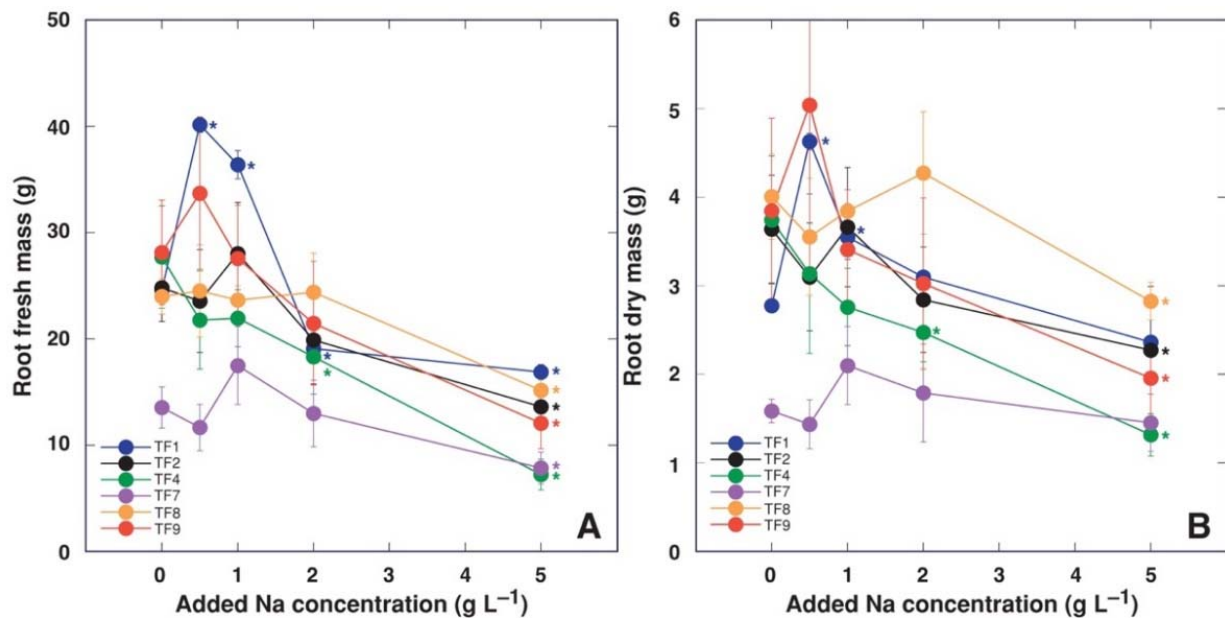 50
40
30
20
10
0
Root fresh mass (g)
*
*
*
*
*
*
*
*
*
*
TF1
TF2
TF4
TF7
TF8
TF9
A
0 1 2 3 4 5
Added Na concentration (g L–1)
6
5
4
3
2
1
0
Root dry mass (g)
*
*
*
*
*
*
*
TF1
TF2
TF4
TF7
TF8
TF9
B
0 1 2 3 4 5
Added Na concentration (g L–1)